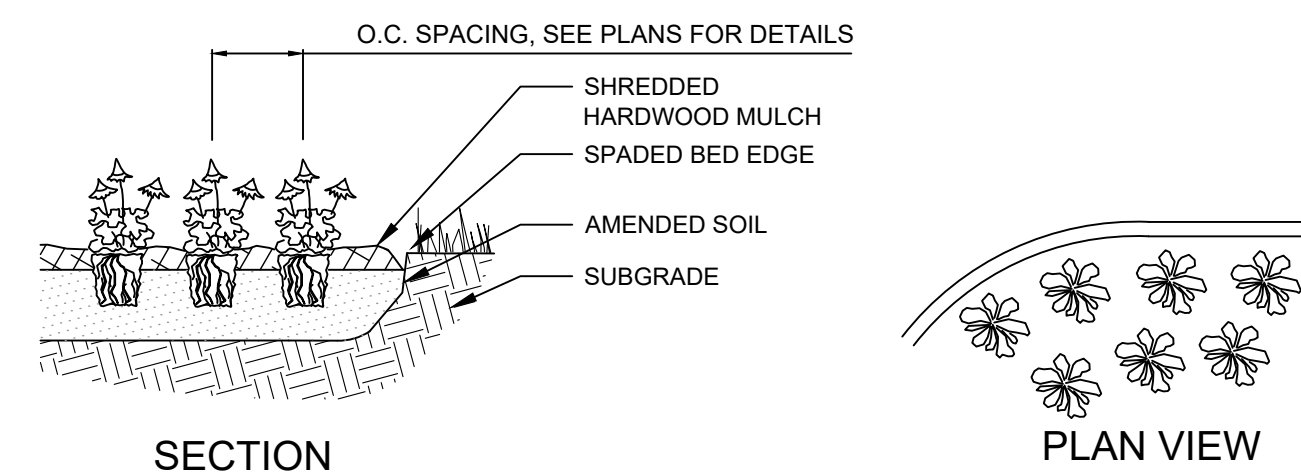 O.C. SPACING, SEE PLANS FOR DETAILS
SHREDDED
HARDWOOD MULCH
SPADED BED EDGE
AMENDED SOIL
SUBGRADE
SECTION
PLAN VIEW